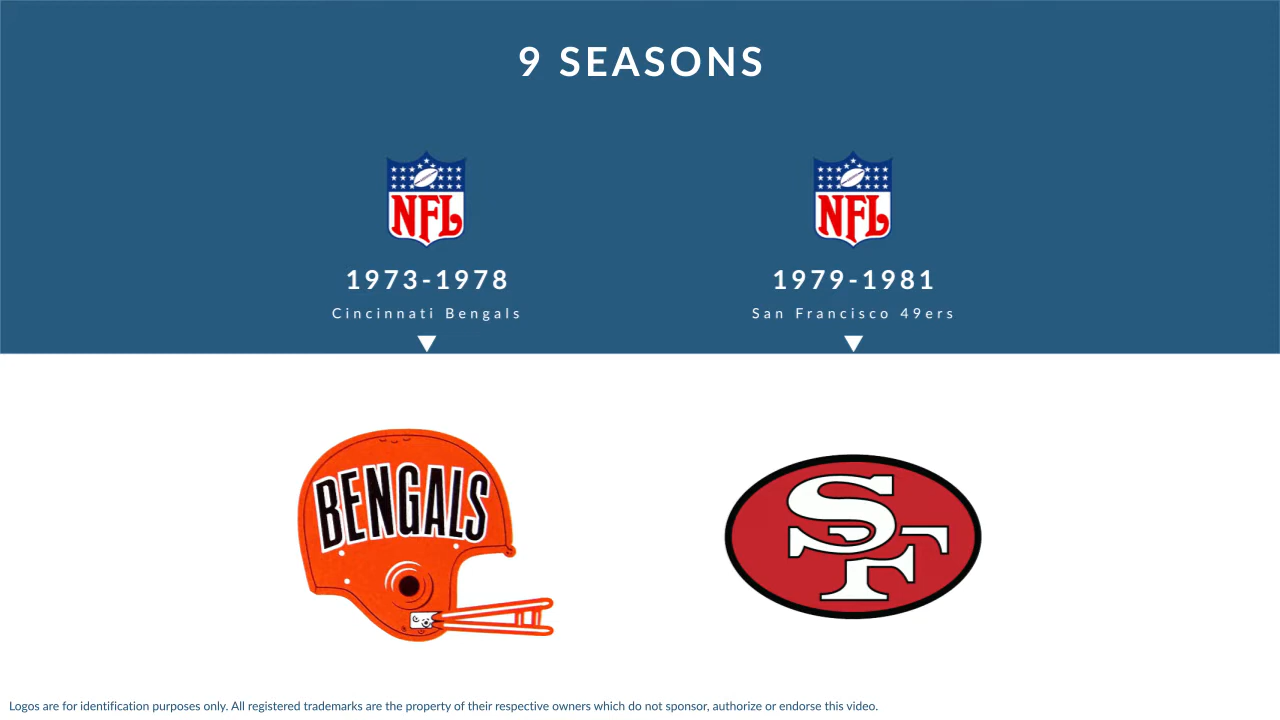 9 SEASONS
NFL NFL
1973-1978 1979-1981
Cincinnati Bengals San Francisco 49ers
BENGALS SF
Logos are for identification purposes only. All registered trademarks are the property of their respective owners which do not sponsor, authorize or endorse this video.